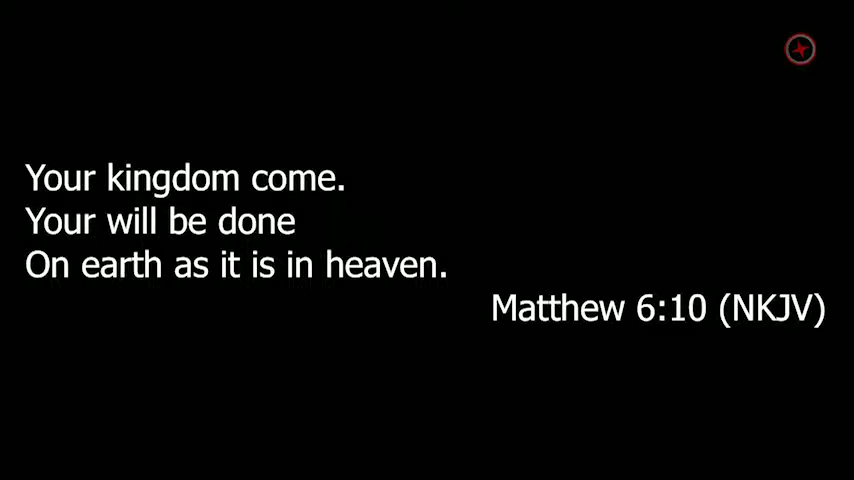 Your kingdom come.
Your will be done
On earth as it is in heaven.
Matthew 6:10 (NKJV)